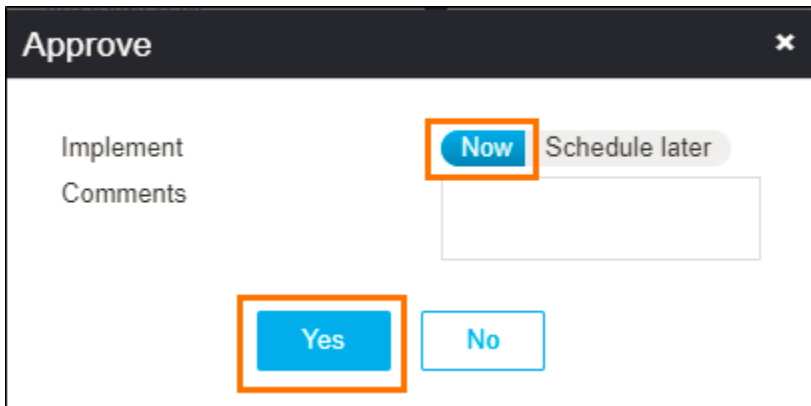 Approve
Implement Now Schedule later
Comments
Yes No